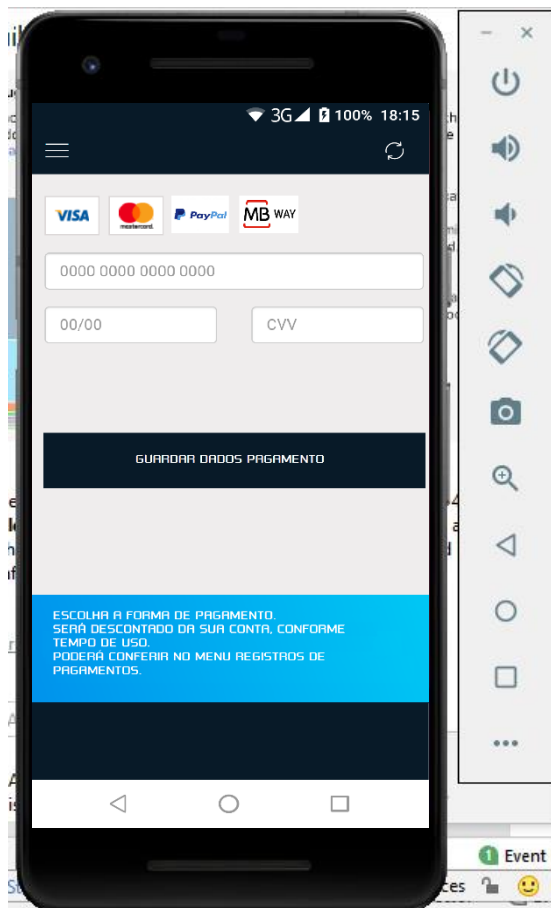 3G 100% 18:15
VISA mastercard PayPal MB WAY
0000 0000 0000 0000
00/00 CVV
GUARDAR DADOS PAGAMENTO
ESCOLHA A FORMA DE PAGAMENTO.
SERÁ DESCONTADO DA SUA CONTA, CONFORME
TEMPO DE USO.
PODERÁ CONFERIR NO MENU REGISTROS DE
PAGAMENTOS.
1 Event